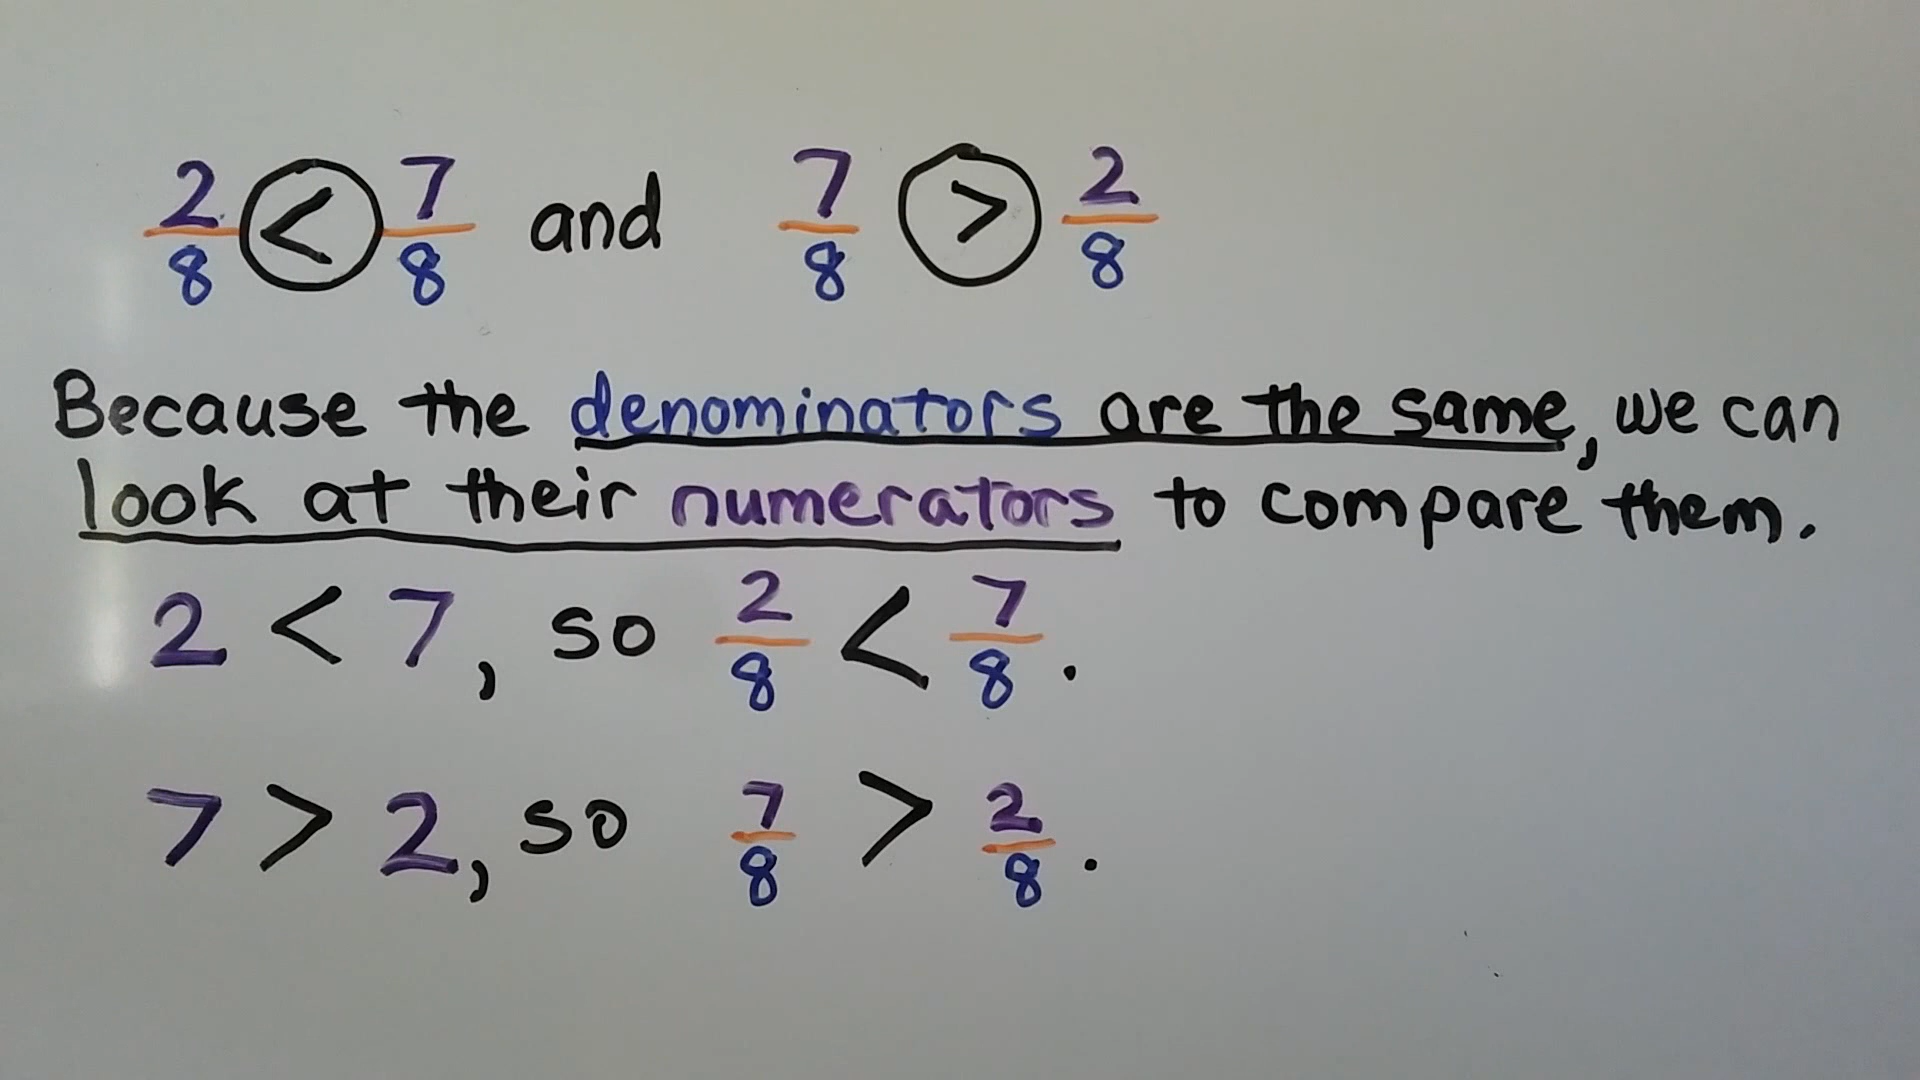 2/8 < 7/8 and 7/8 > 2/8
Because the denominators are the same, we can
look at their numerators to compare them.
2 < 7, so 2/8 < 7/8.
7 > 2, so 7/8 > 2/8.